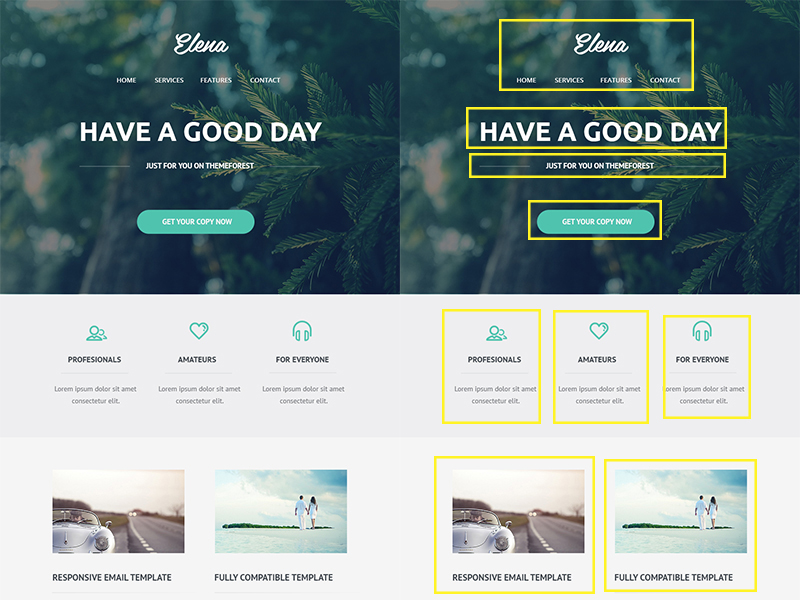 Elena
HOME SERVICES FEATURES CONTACT
HAVE A GOOD DAY
JUST FOR YOU ON THEMEFOREST
GET YOUR COPY NOW
PROFESIONALS AMATEURS FOR EVERYONE
Lorem ipsum dolor sit amet Lorem ipsum dolor sit amet Lorem ipsum dolor sit amet
consectetur elit. consectetur elit. consectetur elit.
RESPONSIVE EMAIL TEMPLATE FULLY COMPATIBLE TEMPLATE
Elena
HOME SERVICES FEATURES CONTACT
HAVE A GOOD DAY
JUST FOR YOU ON THEMEFOREST
GET YOUR COPY NOW
PROFESIONALS AMATEURS FOR EVERYONE
Lorem ipsum dolor sit amet Lorem ipsum dolor sit amet Lorem ipsum dolor sit amet
consectetur elit. consectetur elit. consectetur elit.
RESPONSIVE EMAIL TEMPLATE FULLY COMPATIBLE TEMPLATE